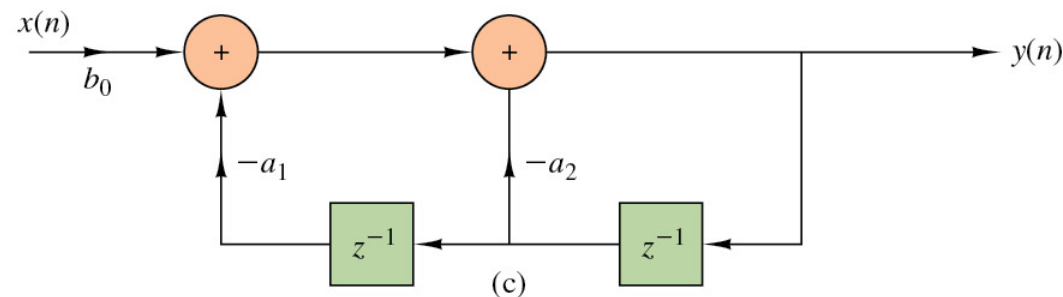 x(n)
b₀
+
+
y(n)
−a₁
−a₂
z⁻¹
z⁻¹
(c)